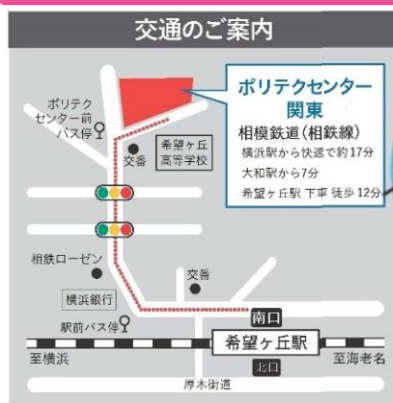 交通のご案内
ポリテクセンター
関東
相模鉄道(相鉄線)
横浜駅から快速で約17分
大和駅から7分
希望ヶ丘駅 下車 徒歩12分
ポリテク
センター前
バス停
交番
希望ヶ丘
高等学校
相鉄ローゼン
交番
横浜銀行
駅前バス停
南口
希望ヶ丘駅
至横浜
至海老名
北口
厚木街道